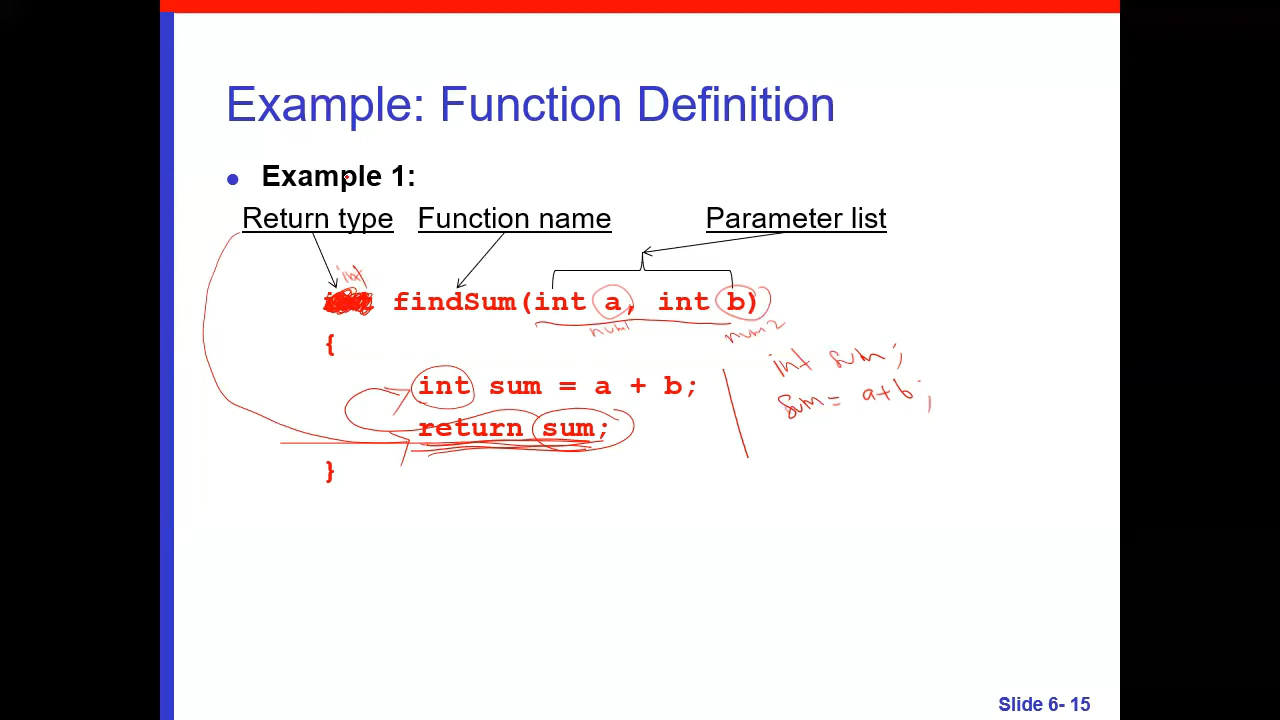 Example: Function Definition
Example 1:
Return type Function name Parameter list
int
findSum(int a, int b)
num1 num2
{
int sum = a + b;
return sum;
}
int sum;
sum = a+b;
Slide 6- 15